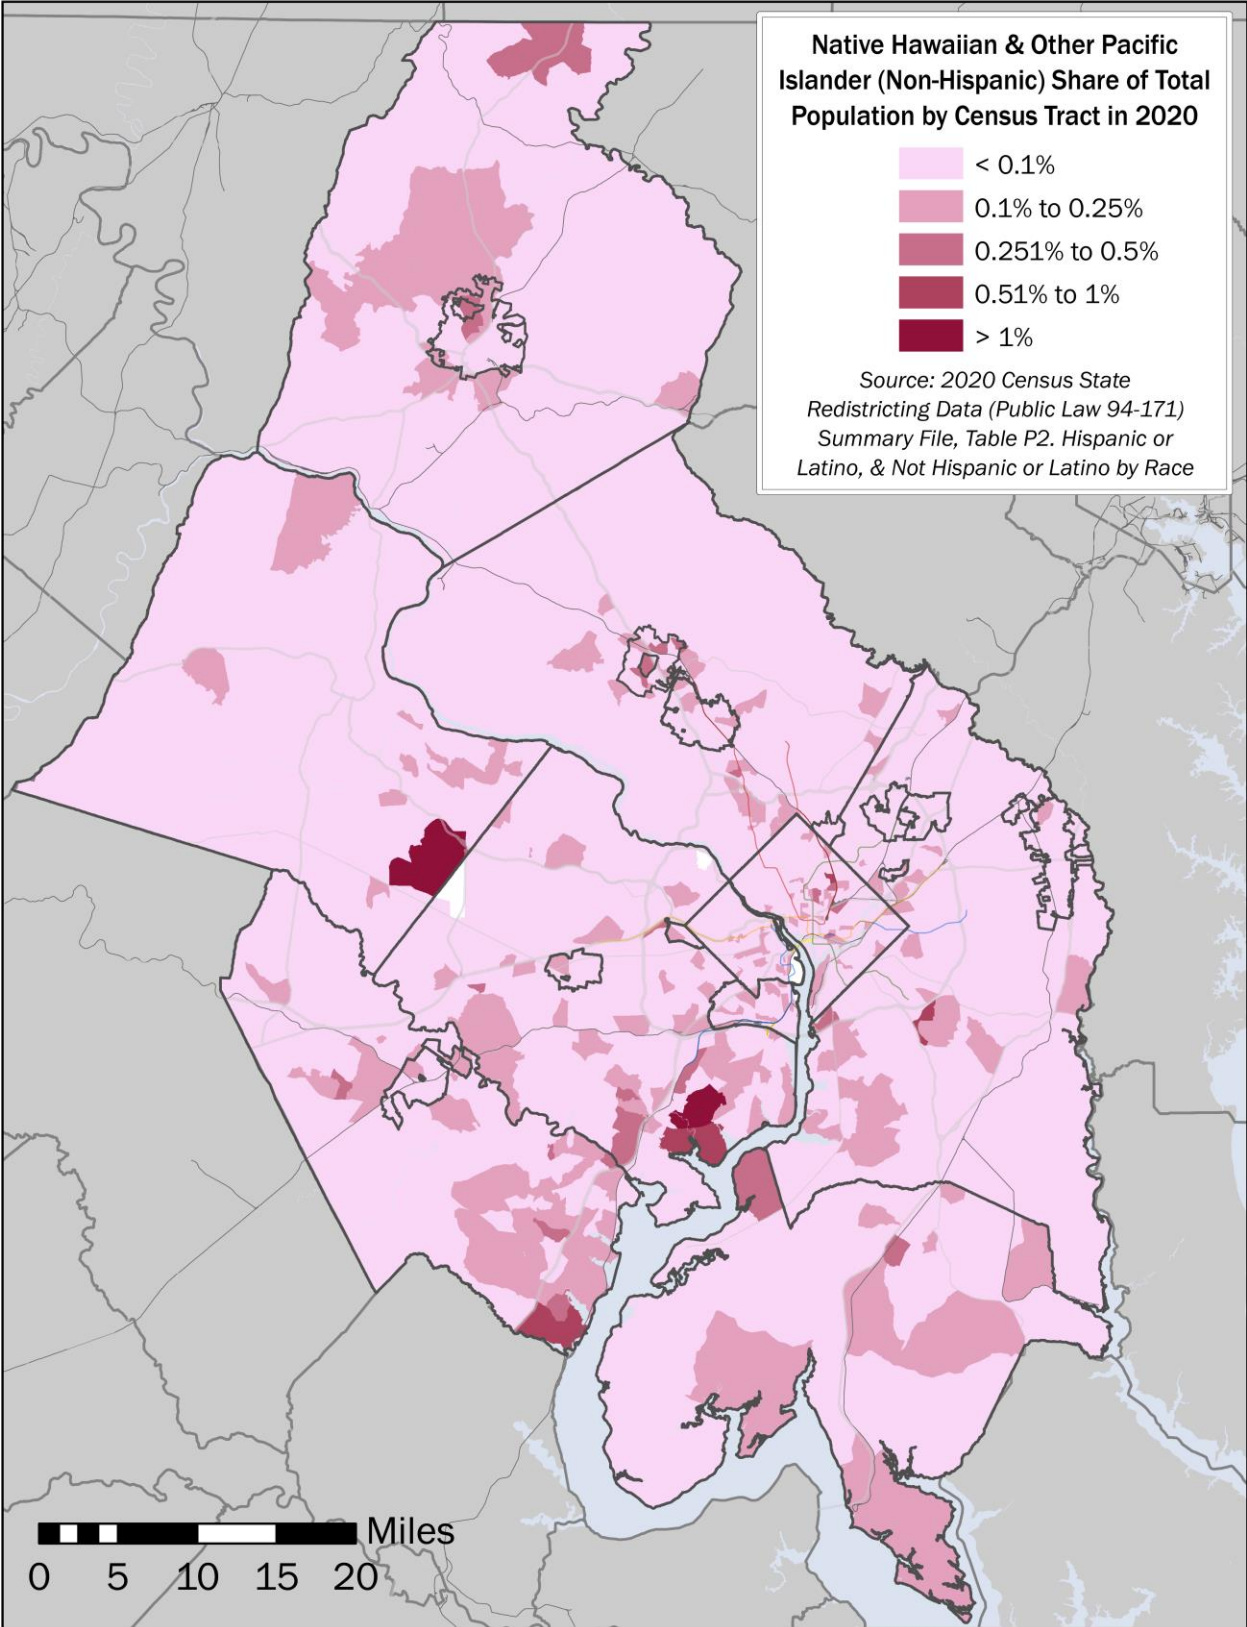 Native Hawaiian & Other Pacific
Islander (Non-Hispanic) Share of Total
Population by Census Tract in 2020
< 0.1%
0.1% to 0.25%
0.251% to 0.5%
0.51% to 1%
> 1%
Source: 2020 Census State
Redistricting Data (Public Law 94-171)
Summary File, Table P2. Hispanic or
Latino, & Not Hispanic or Latino by Race
Miles
0 5 10 15 20